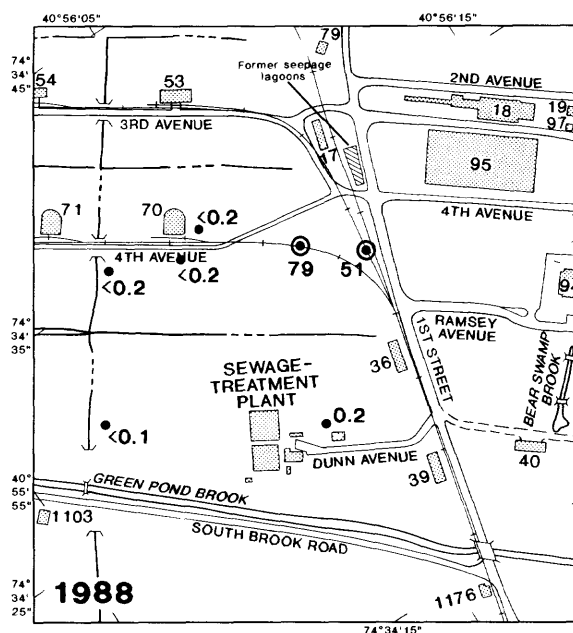 40°56'05"
40°56'15"
74°
34'
45"
79
Former seepage
lagoons
54
53
2ND AVENUE
18
19
97
3RD AVENUE
17
95
71
70
<0.2
4TH AVENUE
4TH AVENUE
79
51
<0.2
<0.2
94
74°
34'
35"
RAMSEY
AVENUE
1ST STREET
BEAR SWAMP
BROOK
36
SEWAGE-
TREATMENT
PLANT
0.2
<0.1
DUNN AVENUE
40
39
40°
55'
55"
GREEN POND BROOK
1103
SOUTH BROOK ROAD
74°
34'
25"
1988
1176
74°34'15"